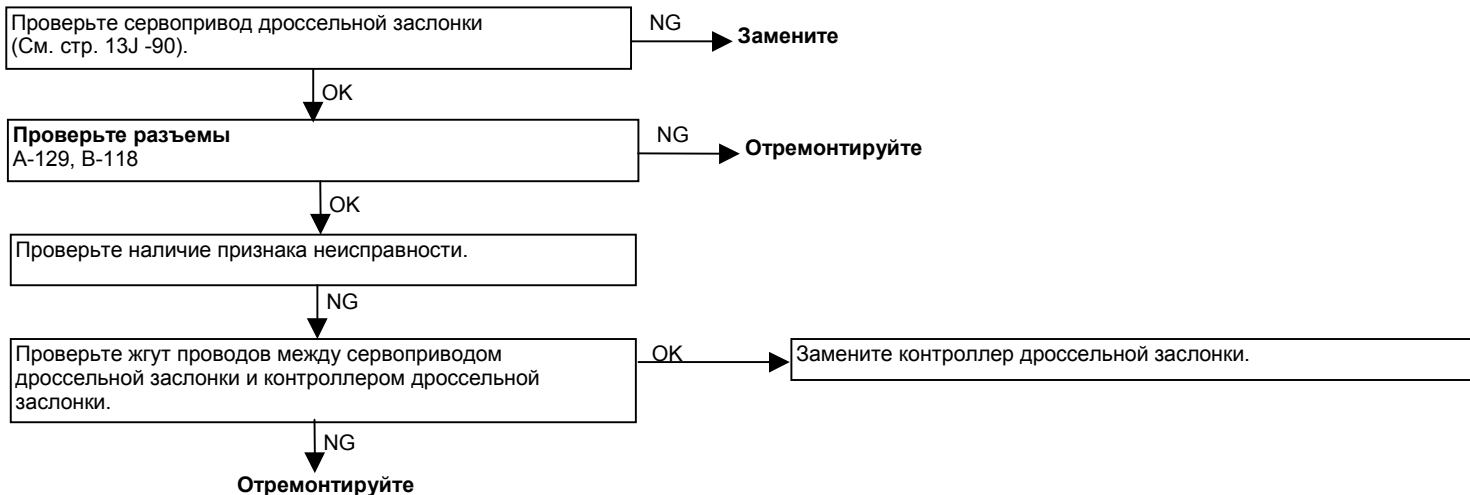 Проверьте сервопривод дроссельной заслонки
(См. стр. 13J -90).
NG
Замените
OK
Проверьте разъемы
A-129, B-118
NG
Отремонтируйте
OK
Проверьте наличие признака неисправности.
NG
Проверьте жгут проводов между сервоприводом
дроссельной заслонки и контроллером дроссельной
заслонки.
OK
Замените контроллер дроссельной заслонки.
NG
Отремонтируйте